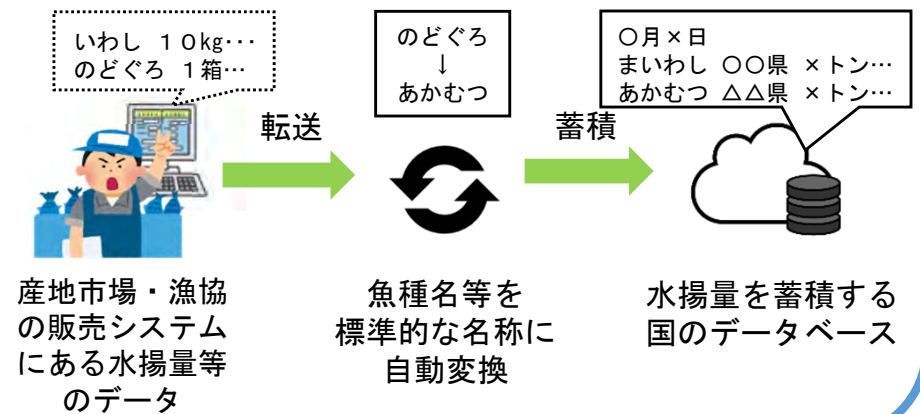 いわし １０kg･･･
のどぐろ １箱…
転送
産地市場・漁協
の販売システム
にある水揚量等
のデータ
のどぐろ
↓
あかむつ
魚種名等を
標準的な名称に
自動変換
蓄積
〇月×日
まいわし 〇〇県 ×トン…
あかむつ △△県 ×トン…
水揚量を蓄積する
国のデータベース